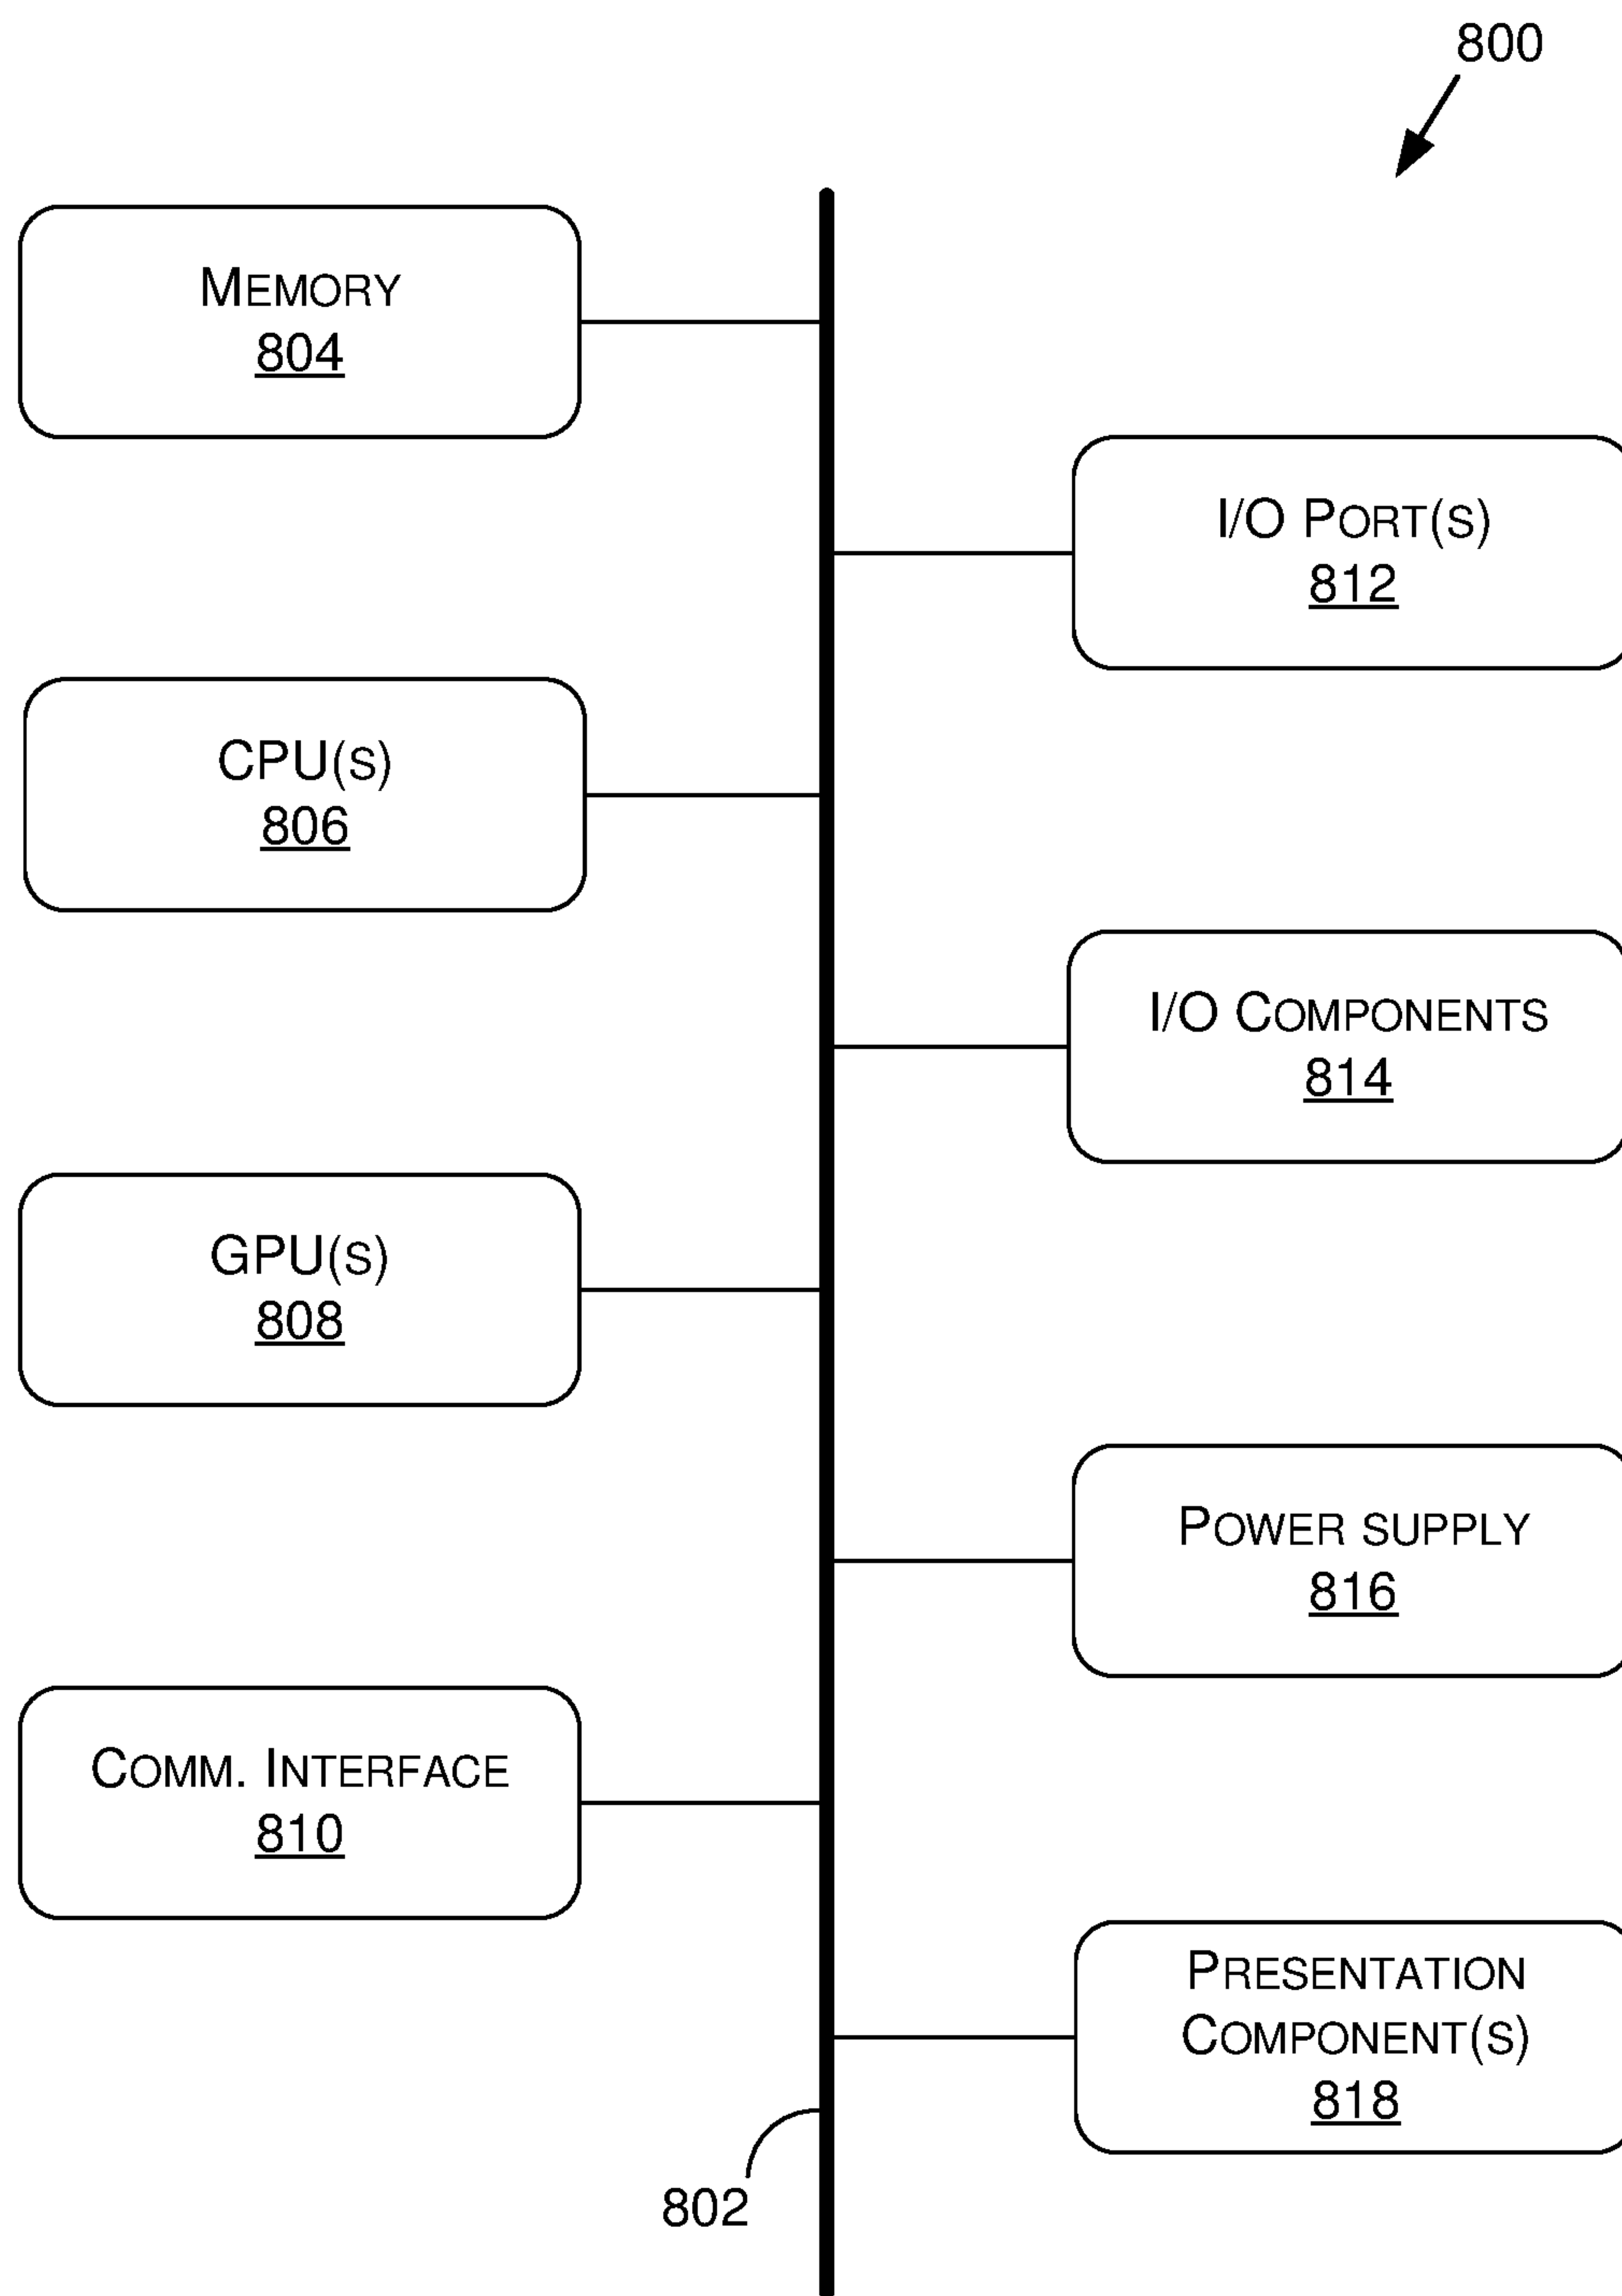 800
MEMORY
804
I/O PORT(S)
812
CPU(S)
806
I/O COMPONENTS
814
GPU(S)
808
POWER SUPPLY
816
COMM. INTERFACE
810
PRESENTATION
COMPONENT(S)
818
802